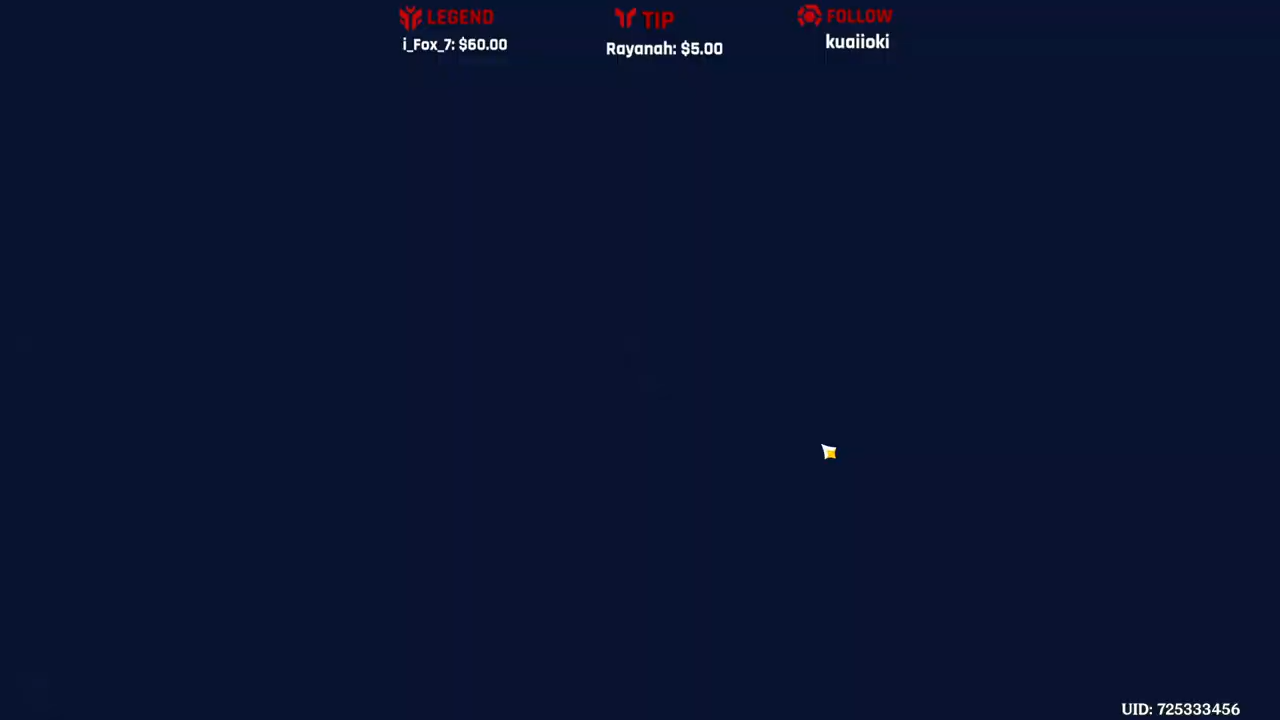 LEGEND
i_Fox_7: $60.00
TIP
Rayanah: $5.00
FOLLOW
kuaiioki
UID: 725333456